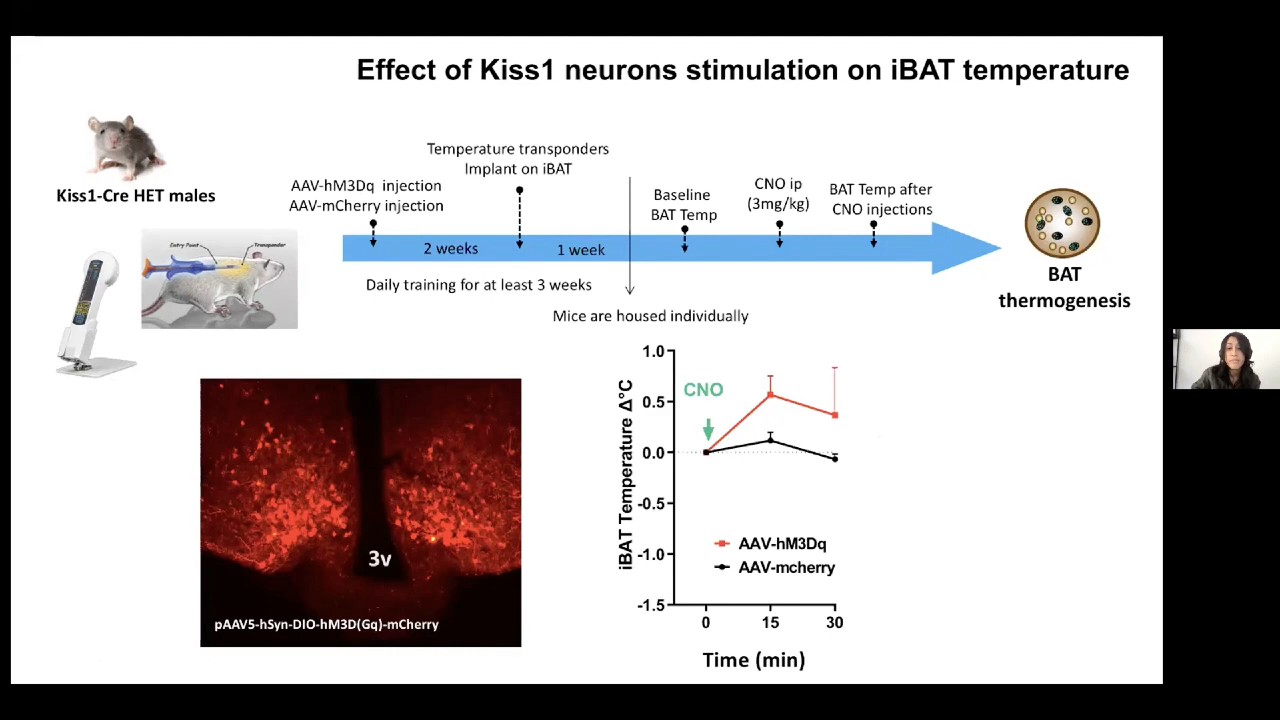 Effect of Kiss1 neurons stimulation on iBAT temperature
Kiss1-Cre HET males
Entry Point
Transponder
AAV-hM3Dq injection
AAV-mCherry injection
Temperature transponders
Implant on iBAT
Baseline
BAT Temp
CNO ip
(3mg/kg)
BAT Temp after
CNO injections
2 weeks
1 week
Daily training for at least 3 weeks
Mice are housed individually
BAT
thermogenesis
3v
pAAV5-hSyn-DIO-hM3D(Gq)-mCherry
iBAT Temperature Δ°C
1.0
0.5
0.0
-0.5
-1.0
-1.5
CNO
AAV-hM3Dq
AAV-mcherry
0 15 30
Time (min)